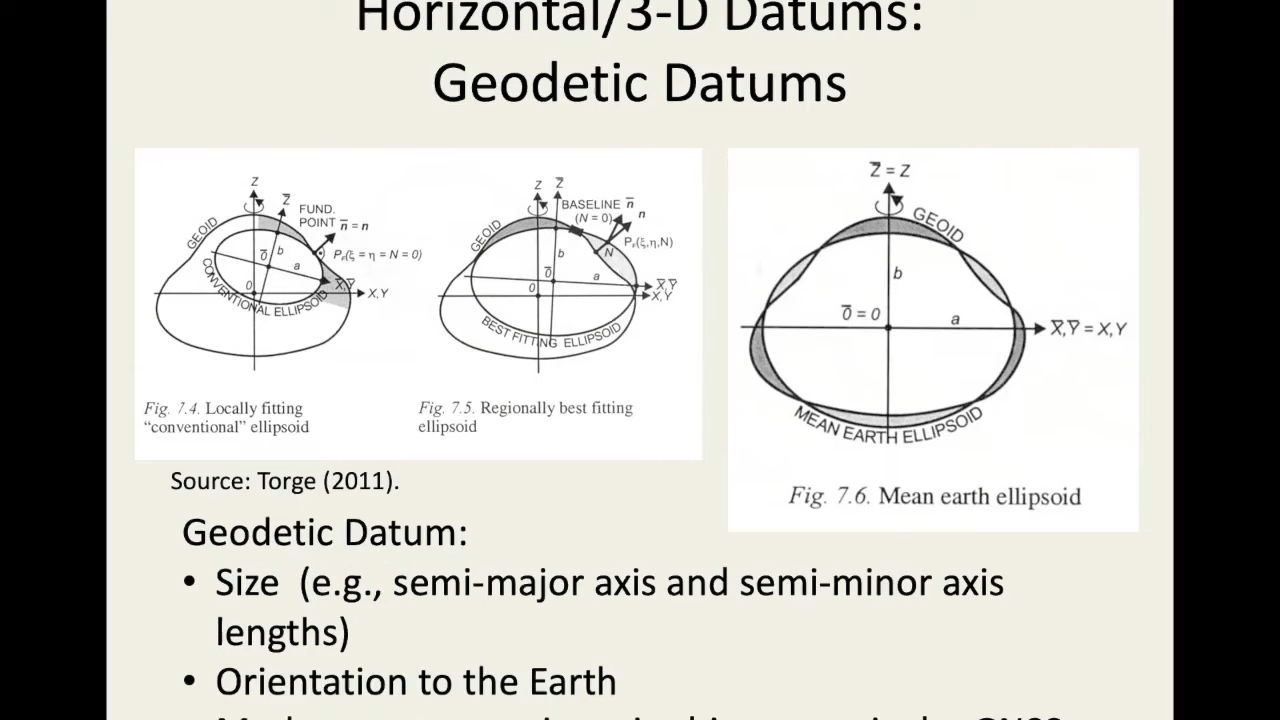 Horizontal/3-D Datums:
Geodetic Datums
Z
Z̅
FUND.
POINT n̅ = n
GEOID
b
0̅
a
P_r(ξ = η = N = 0)
0
X̅,Y̅
X,Y
CONVENTIONAL ELLIPSOID
Fig. 7.4. Locally fitting
“conventional” ellipsoid
Z Z̅
BASELINE n̅
(N = 0) n
GEOID
P_r(ξ,η,N)
N
b
0̅
a
0
X̅,Y̅
X,Y
BEST FITTING ELLIPSOID
Fig. 7.5. Regionally best fitting
ellipsoid
Z̅ = Z
GEOID
b
0̅ = 0
a
X̅,Y̅ = X,Y
MEAN EARTH ELLIPSOID
Fig. 7.6. Mean earth ellipsoid
Source: Torge (2011).
Geodetic Datum:
• Size (e.g., semi-major axis and semi-minor axis
lengths)
• Orientation to the Earth